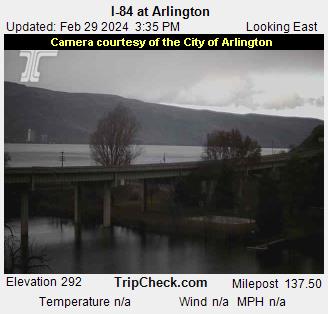 I-84 at Arlington
Updated: Feb 29 2024 3:35 PM Looking East
Camera courtesy of the City of Arlington
Elevation 292 TripCheck.com Milepost 137.50
Temperature n/a Wind n/a MPH n/a